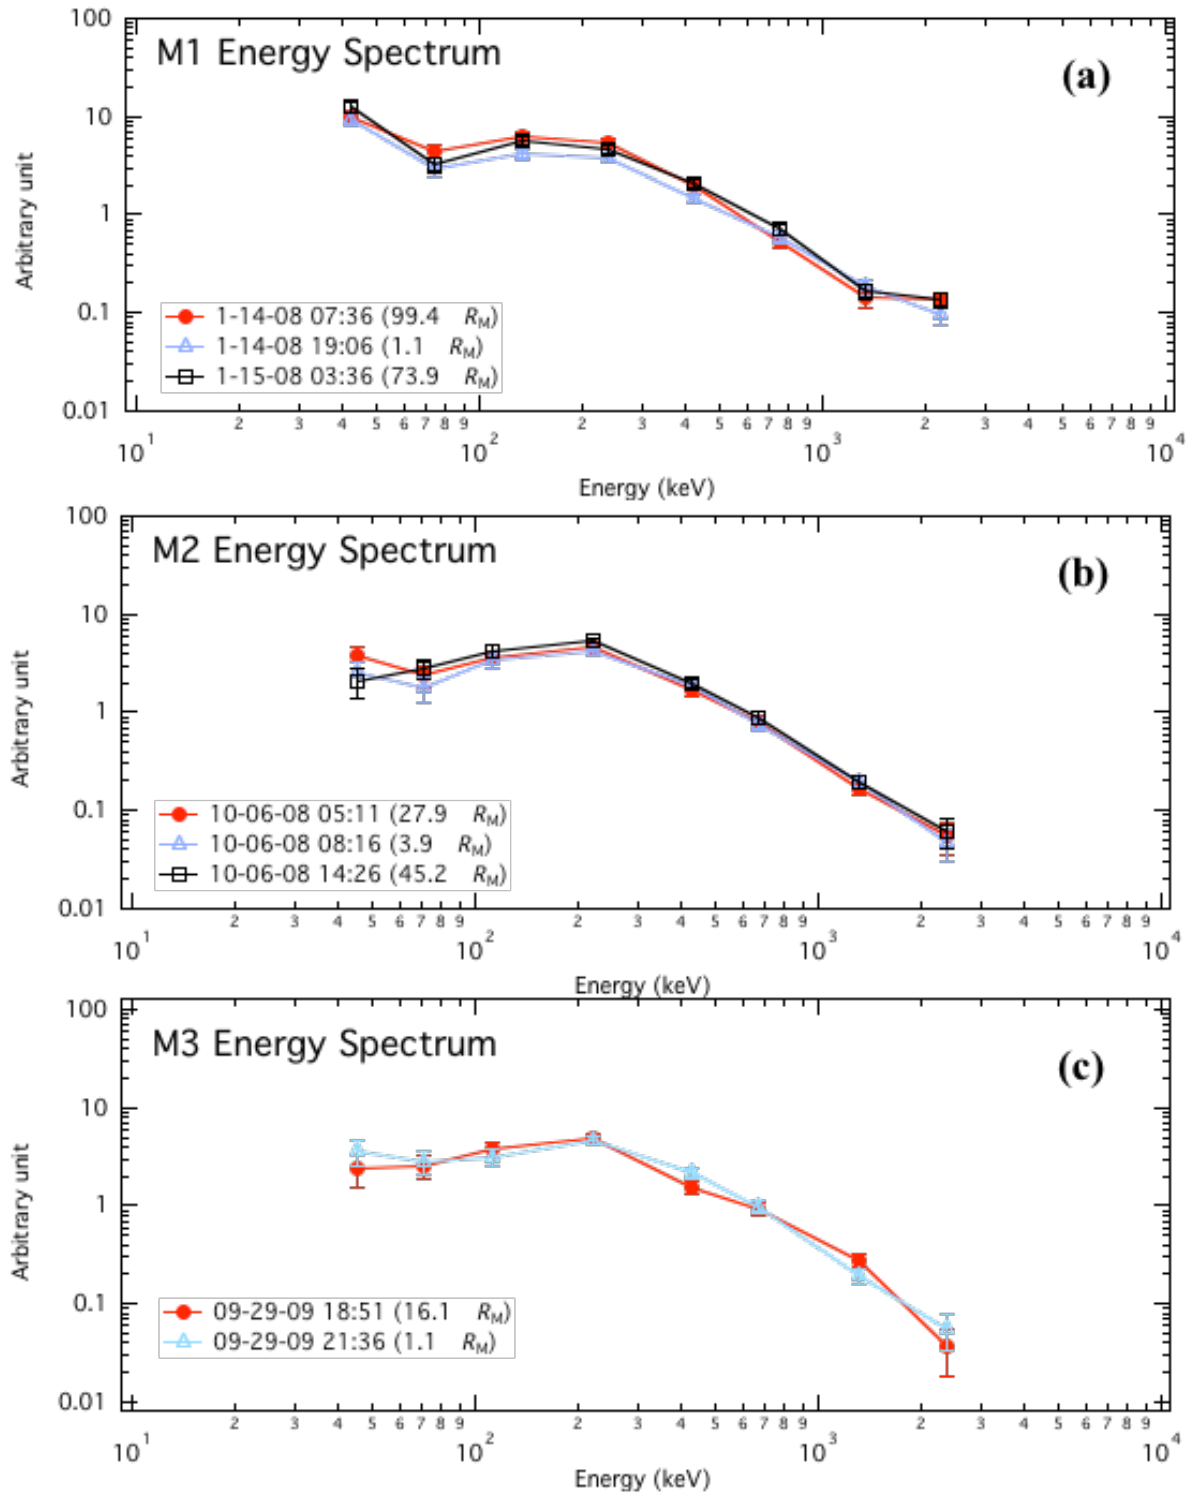 M1 Energy Spectrum
(a)
100
10
1
0.1
0.01
Arbitrary unit
1-14-08 07:36 (99.4 R_M)
1-14-08 19:06 (1.1 R_M)
1-15-08 03:36 (73.9 R_M)
2 3 4 5 6 7 8 9 2 3 4 5 6 7 8 9 2 3 4 5 6 7 8 9
10^1 10^2 10^3 10^4
Energy (keV)
M2 Energy Spectrum
(b)
100
10
1
0.1
0.01
Arbitrary unit
10-06-08 05:11 (27.9 R_M)
10-06-08 08:16 (3.9 R_M)
10-06-08 14:26 (45.2 R_M)
2 3 4 5 6 7 8 9 2 3 4 5 6 7 8 9 2 3 4 5 6 7 8 9
10^1 10^2 10^3 10^4
Energy (keV)
M3 Energy Spectrum
(c)
100
10
1
0.1
0.01
Arbitrary unit
09-29-09 18:51 (16.1 R_M)
09-29-09 21:36 (1.1 R_M)
2 3 4 5 6 7 8 9 2 3 4 5 6 7 8 9 2 3 4 5 6 7 8 9
10^1 10^2 10^3 10^4
Energy (keV)